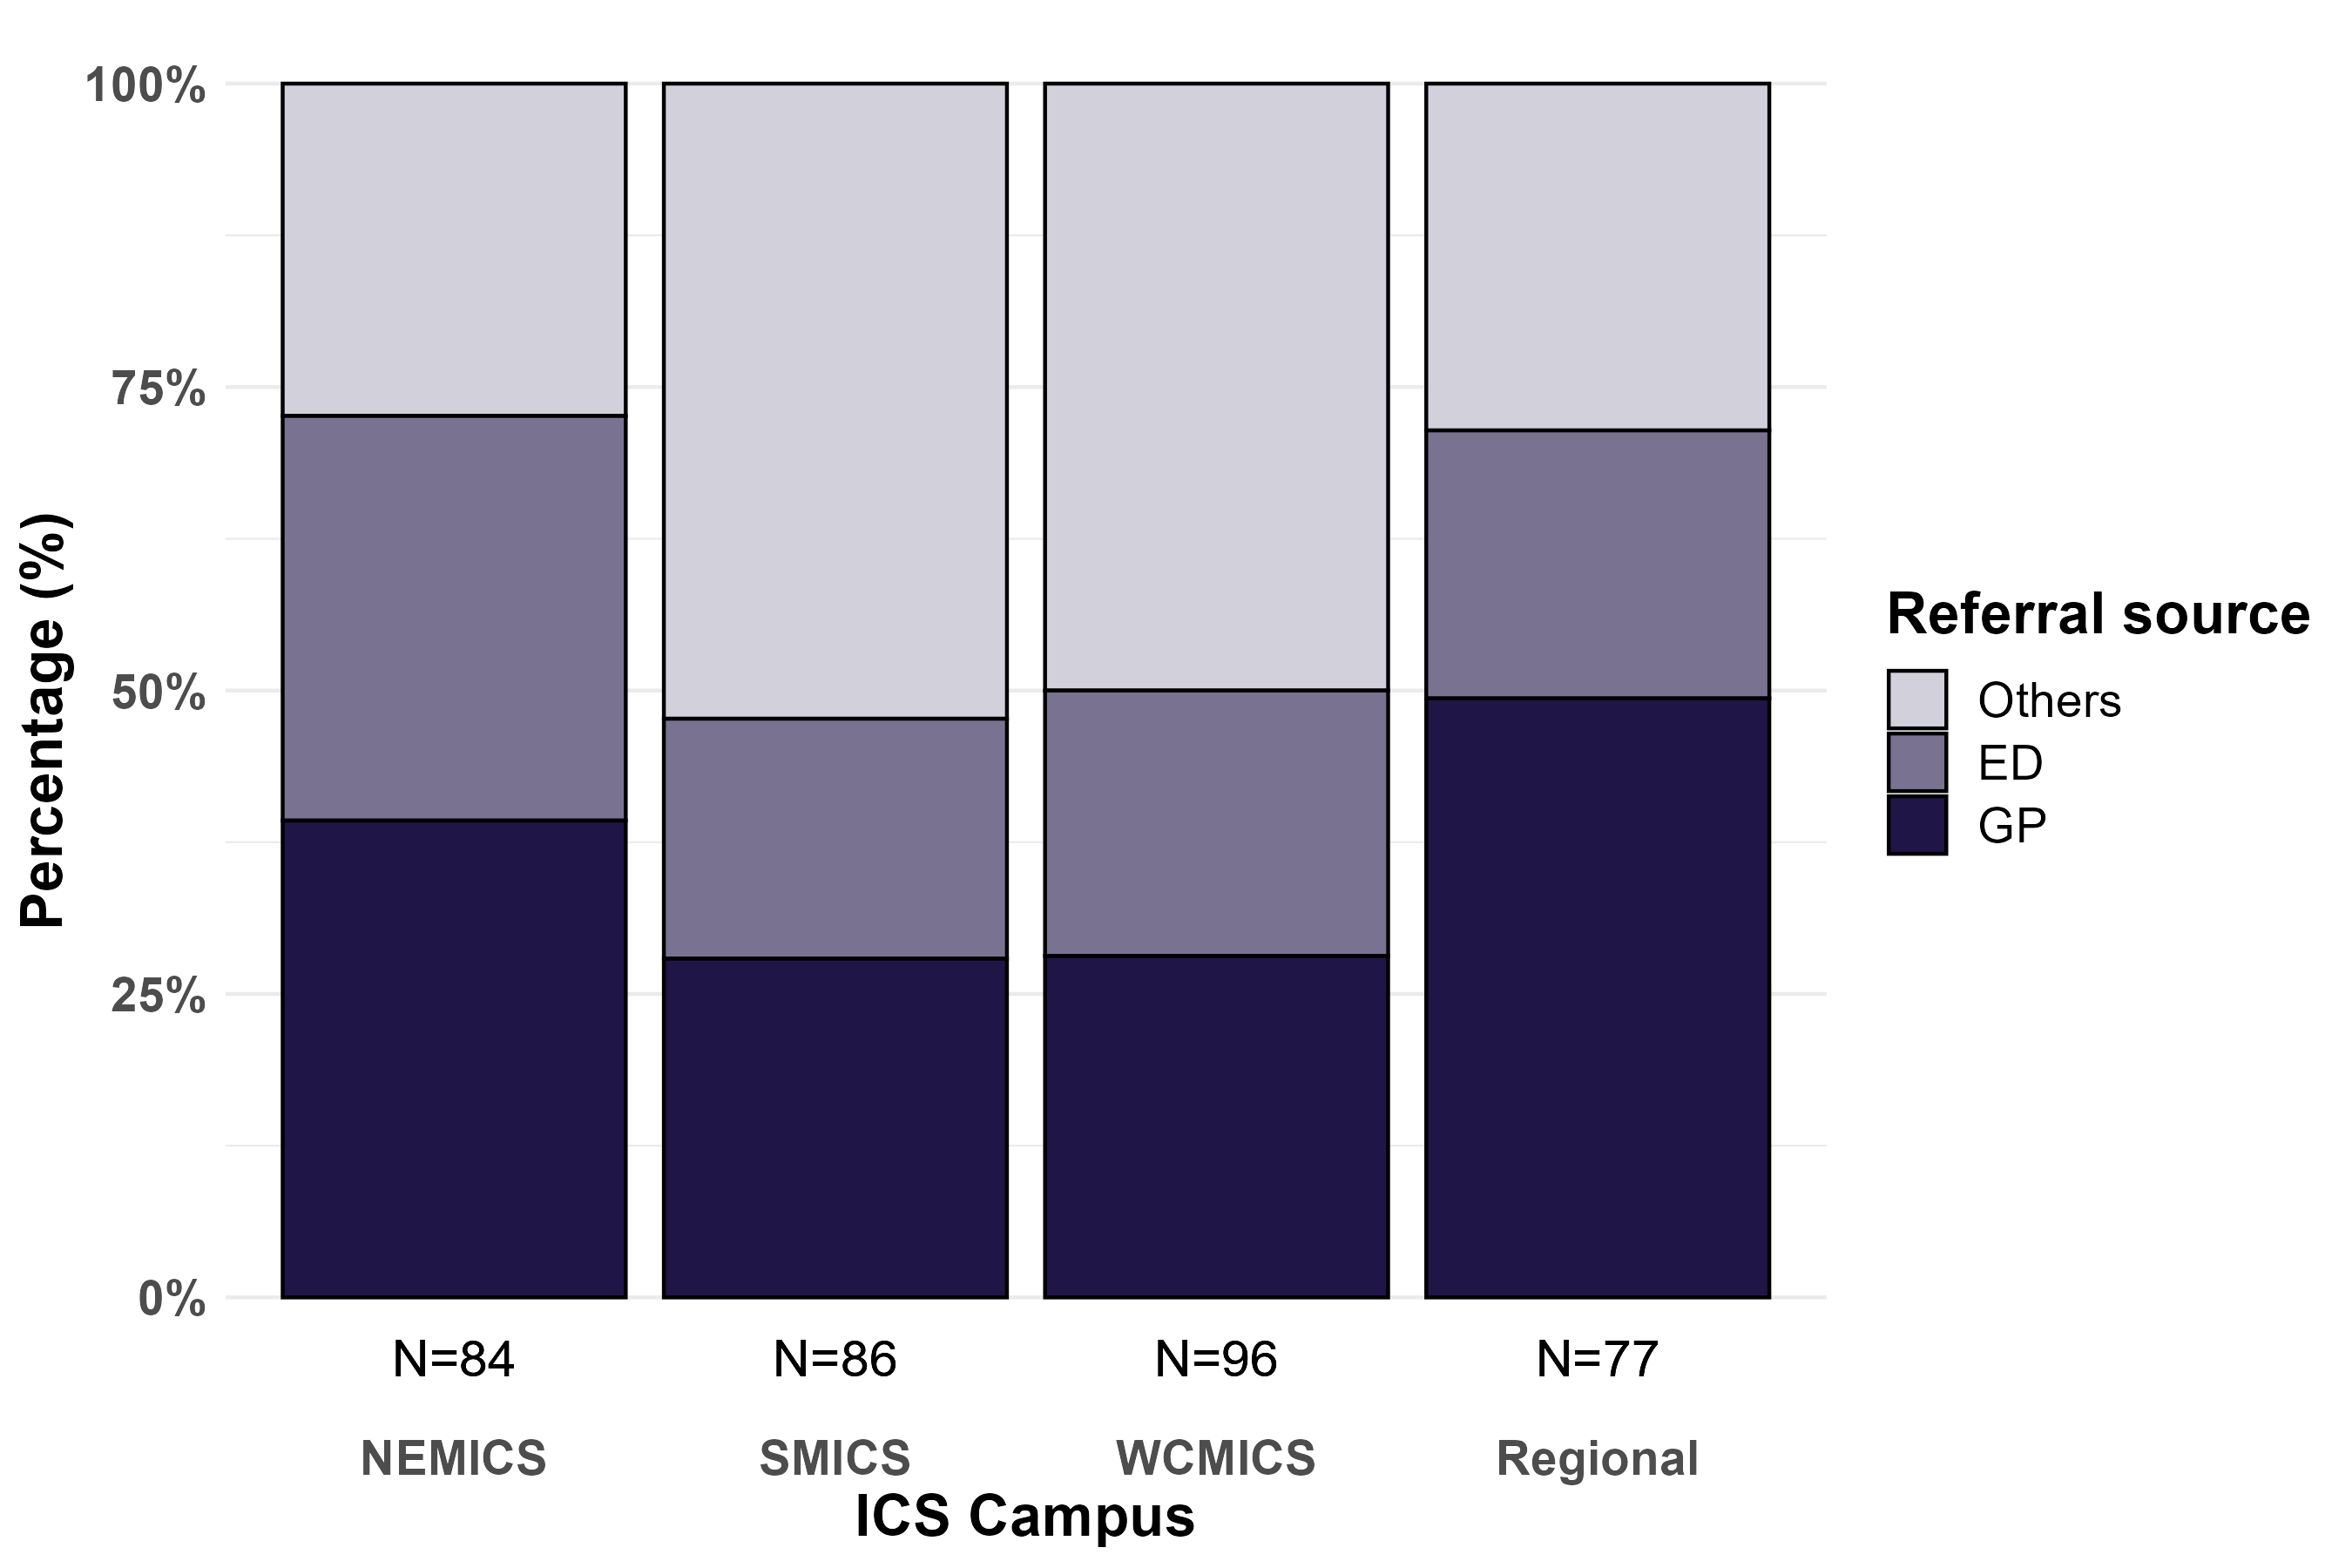 Percentage (%)
100%
75%
50%
25%
0%
N=84
N=86
N=96
N=77
NEMICS
SMICS
WCMICS
Regional
ICS Campus
Referral source
Others
ED
GP